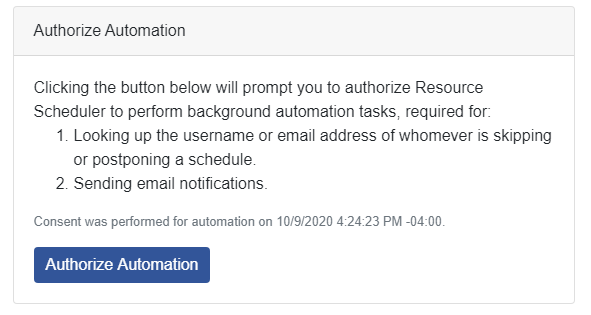 Authorize Automation
Clicking the button below will prompt you to authorize Resource
Scheduler to perform background automation tasks, required for:
1. Looking up the username or email address of whomever is skipping
or postponing a schedule.
2. Sending email notifications.
Consent was performed for automation on 10/9/2020 4:24:23 PM -04:00.
Authorize Automation